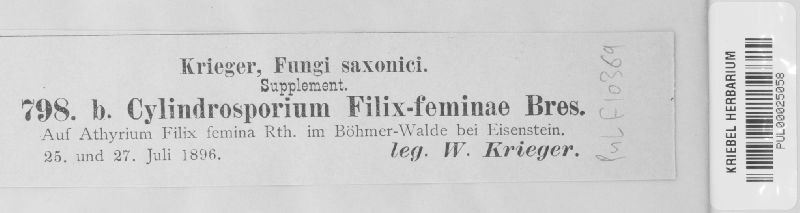 Krieger, Fungi saxonici.
Supplement.
798. b. Cylindrosporium Filix-feminae Bres.
Auf Athyrium Filix femina Rth. im Böhmer-Walde bei Eisenstein.
25. und 27. Juli 1896.
leg. W. Krieger.
PUL F10369
KRIEBEL HERBARIUM
PUL00025058